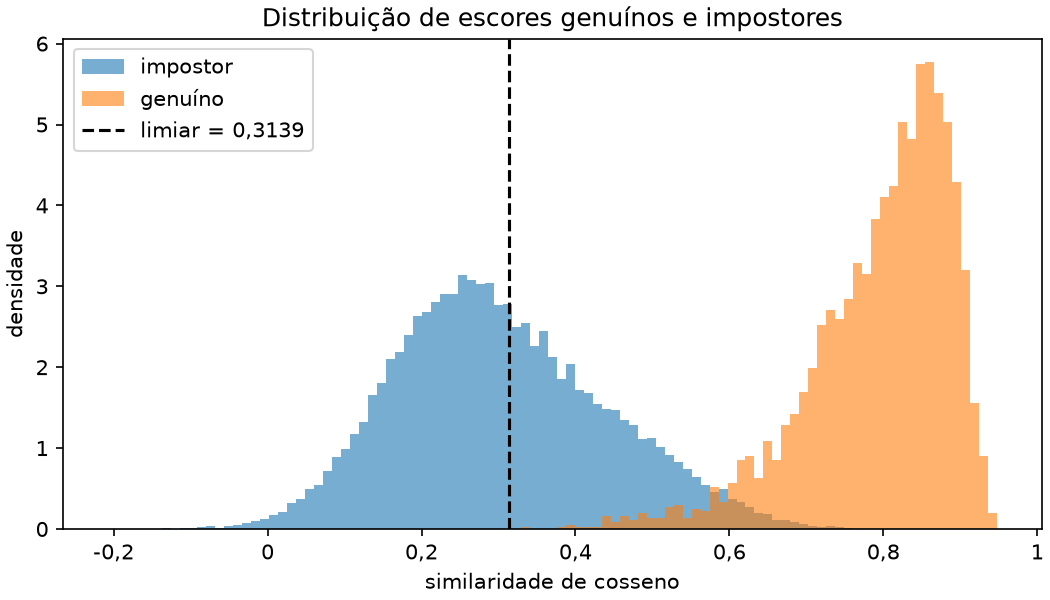 Distribuição de escores genuínos e impostores
impostor
genuíno
limiar = 0,3139
densidade
6
5
4
3
2
1
0
-0,2
0
0,2
0,4
0,6
0,8
1
similaridade de cosseno